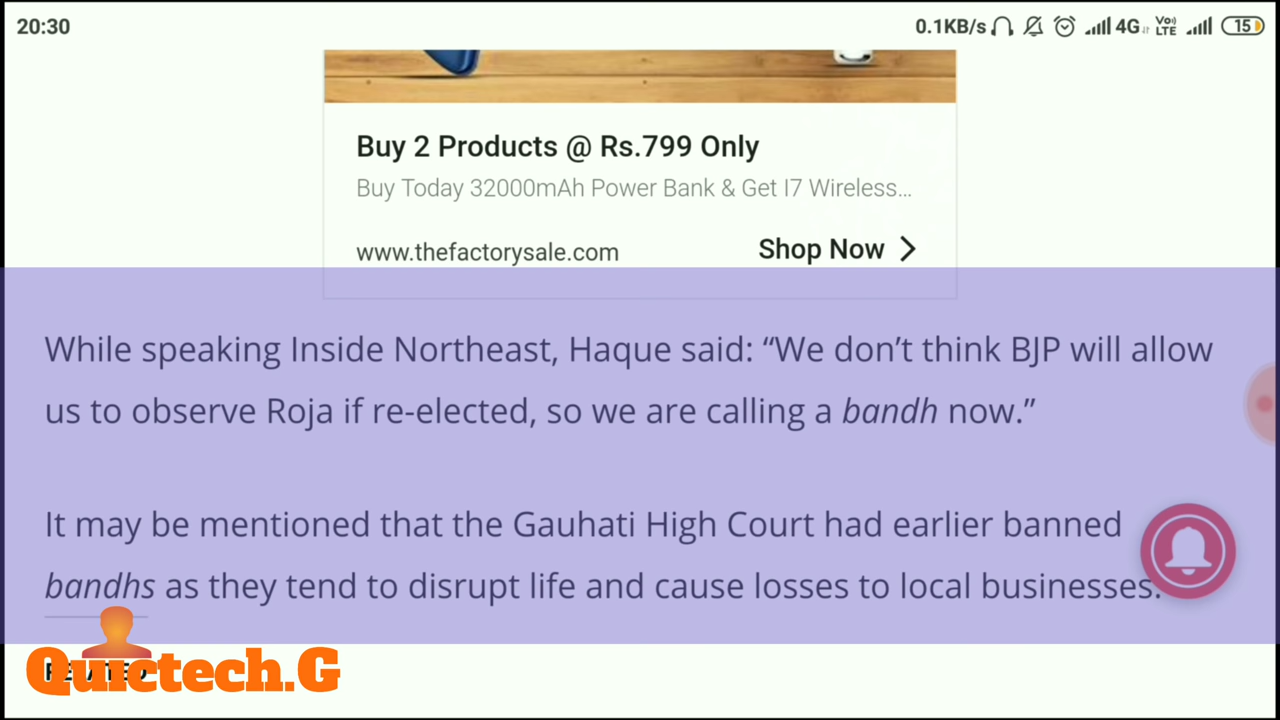 20:30 0.1KB/s 4G Vo) LTE 15
Buy 2 Products @ Rs.799 Only
Buy Today 32000mAh Power Bank & Get I7 Wireless...
www.thefactorysale.com Shop Now
While speaking Inside Northeast, Haque said: “We don’t think BJP will allow
us to observe Roja if re-elected, so we are calling a bandh now.”
It may be mentioned that the Gauhati High Court had earlier banned
bandhs as they tend to disrupt life and cause losses to local businesses.
RELATED
Quictech.G